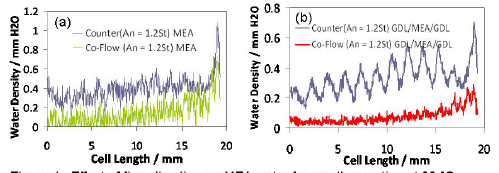 (a)
Counter(An = 1.2St) MEA
Co-Flow (An = 1.2St) MEA
Water Density / mm H2O
1.2
1
0.8
0.6
0.4
0.2
0
0 5 10 15 20
Cell Length / mm
(b)
Counter(An = 1.2St) GDL/MEA/GDL
Co-Flow (An = 1.2St) GDL/MEA/GDL
Water Density / mm H2O
0.8
0.6
0.4
0.2
0
0 5 10 15 20
Cell Length / mm